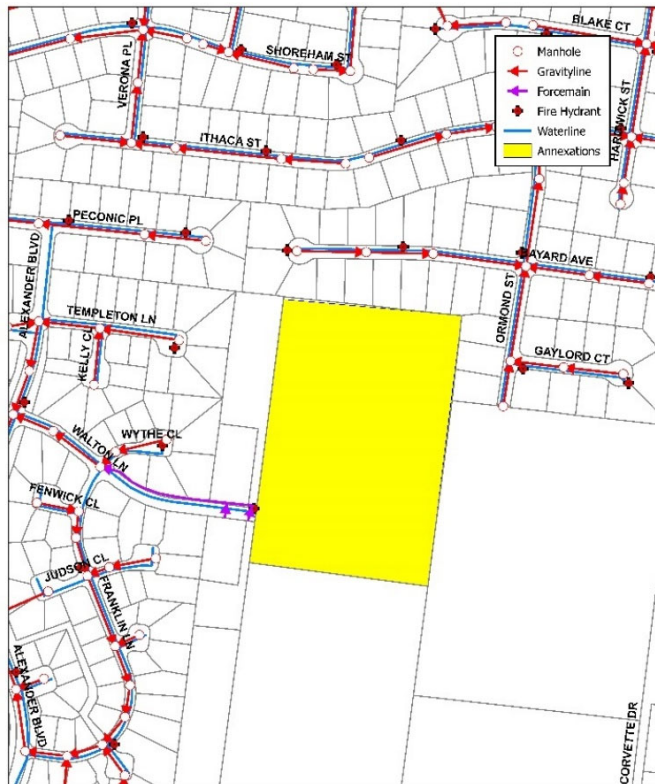 BLAKE CT
SHOREHAM ST
VERONA PL
HARDWICK ST
Manhole
Gravityline
Forcemain
Fire Hydrant
Waterline
Annexations
ITHACA ST
PECONIC PL
ALEXANDER BLVD
AYARD AVE
ORMOND ST
TEMPLETON LN
KELLY CL
GAYLORD CT
WALTON LN
WYTHE CL
FENWICK CL
JUDSON CL
FRANKLIN LN
ALEXANDER BLVD
CORVETTE DR